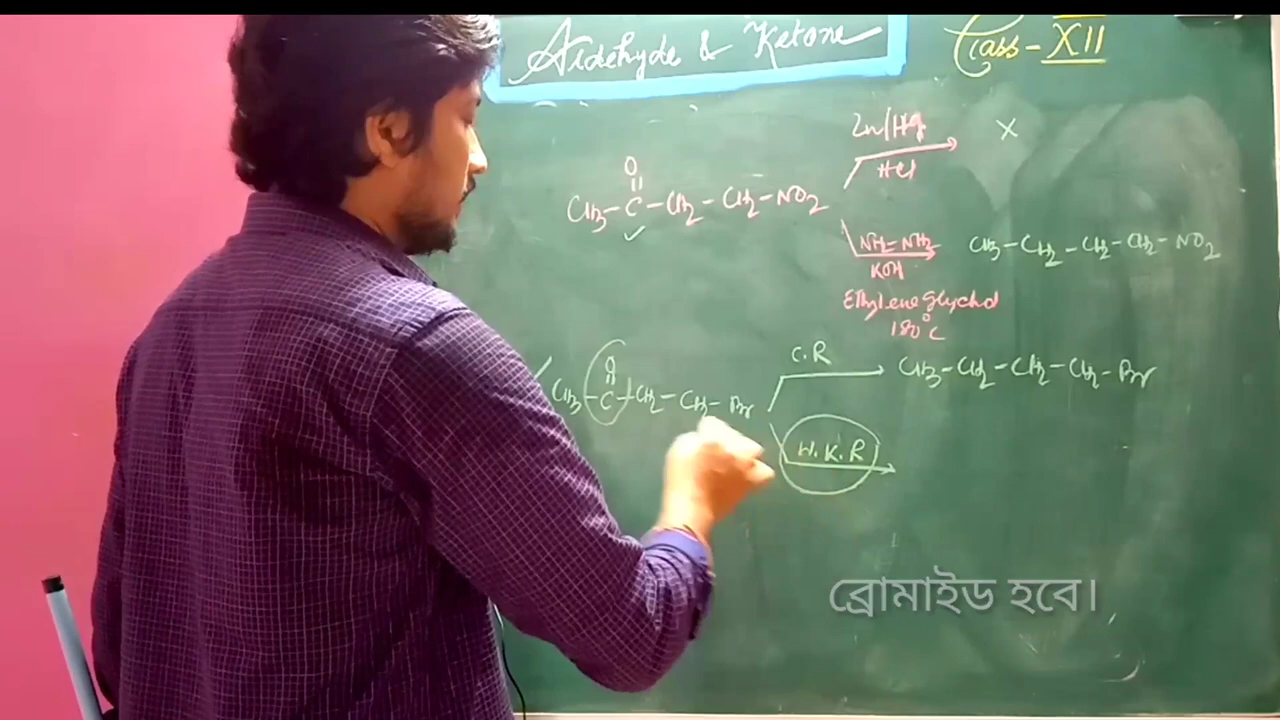 Aldehyde & Ketone
Class - XII
Zn/Hg
HCl
X
O
CH3-C-CH2-CH2-NO2
NH2-NH2
KOH
Ethylene glychol
180°C
CH3-CH2-CH2-CH2-NO2
O
CH3-C-CH2-CH2-Br
C.R
CH3-CH2-CH2-CH2-Br
W.K.R
ব্রোমাইড হবে।